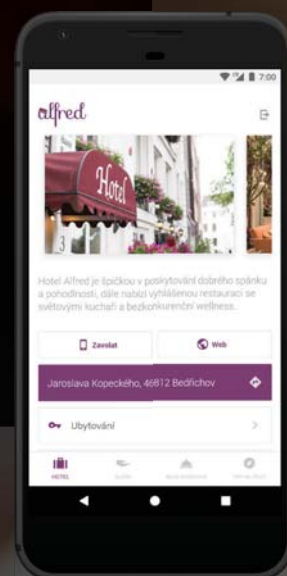 7:00
alfred
Hotel
3
Hotel Alfred je špičkou v poskytování dobrého spánku
a pohodlnosti, dále nabízí vyhlášenou restauraci se
světovými kuchaři a bezkonkurenční wellness.
Zavolat
Web
Jaroslava Kopeckého, 46812 Bedřichov
Ubytování
HOTEL